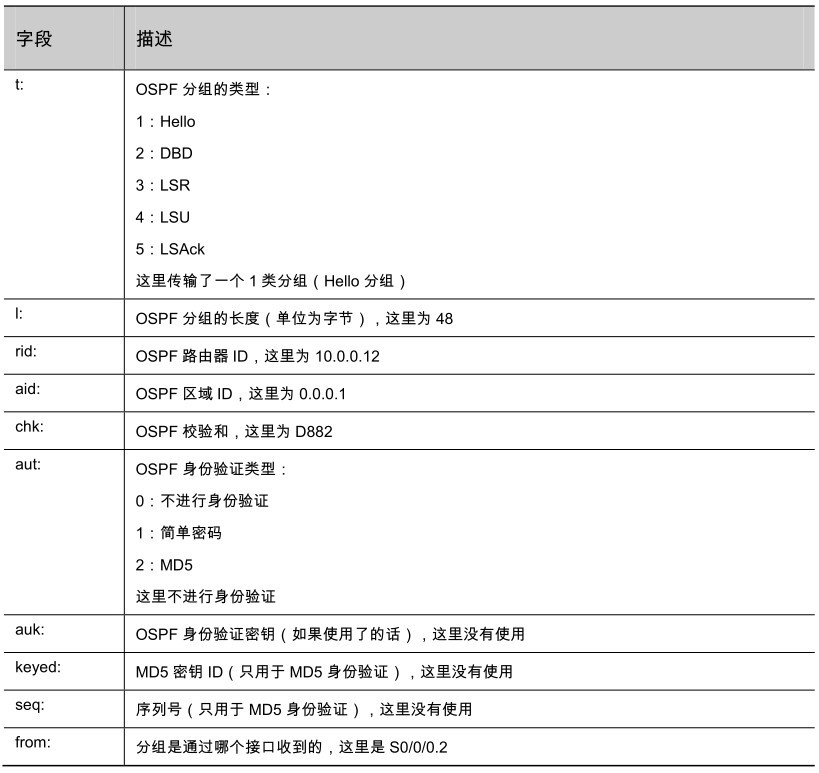 字段 描述
t: OSPF 分组的类型：
1：Hello
2：DBD
3：LSR
4：LSU
5：LSAck
这里传输了一个 1 类分组（Hello 分组）
l: OSPF 分组的长度（单位为字节），这里为 48
rid: OSPF 路由器 ID，这里为 10.0.0.12
aid: OSPF 区域 ID，这里为 0.0.0.1
chk: OSPF 校验和，这里为 D882
aut: OSPF 身份验证类型：
0：不进行身份验证
1：简单密码
2：MD5
这里不进行身份验证
auk: OSPF 身份验证密钥（如果使用了的话），这里没有使用
keyed: MD5 密钥 ID（只用于 MD5 身份验证），这里没有使用
seq: 序列号（只用于 MD5 身份验证），这里没有使用
from: 分组是通过哪个接口收到的，这里是 S0/0/0.2